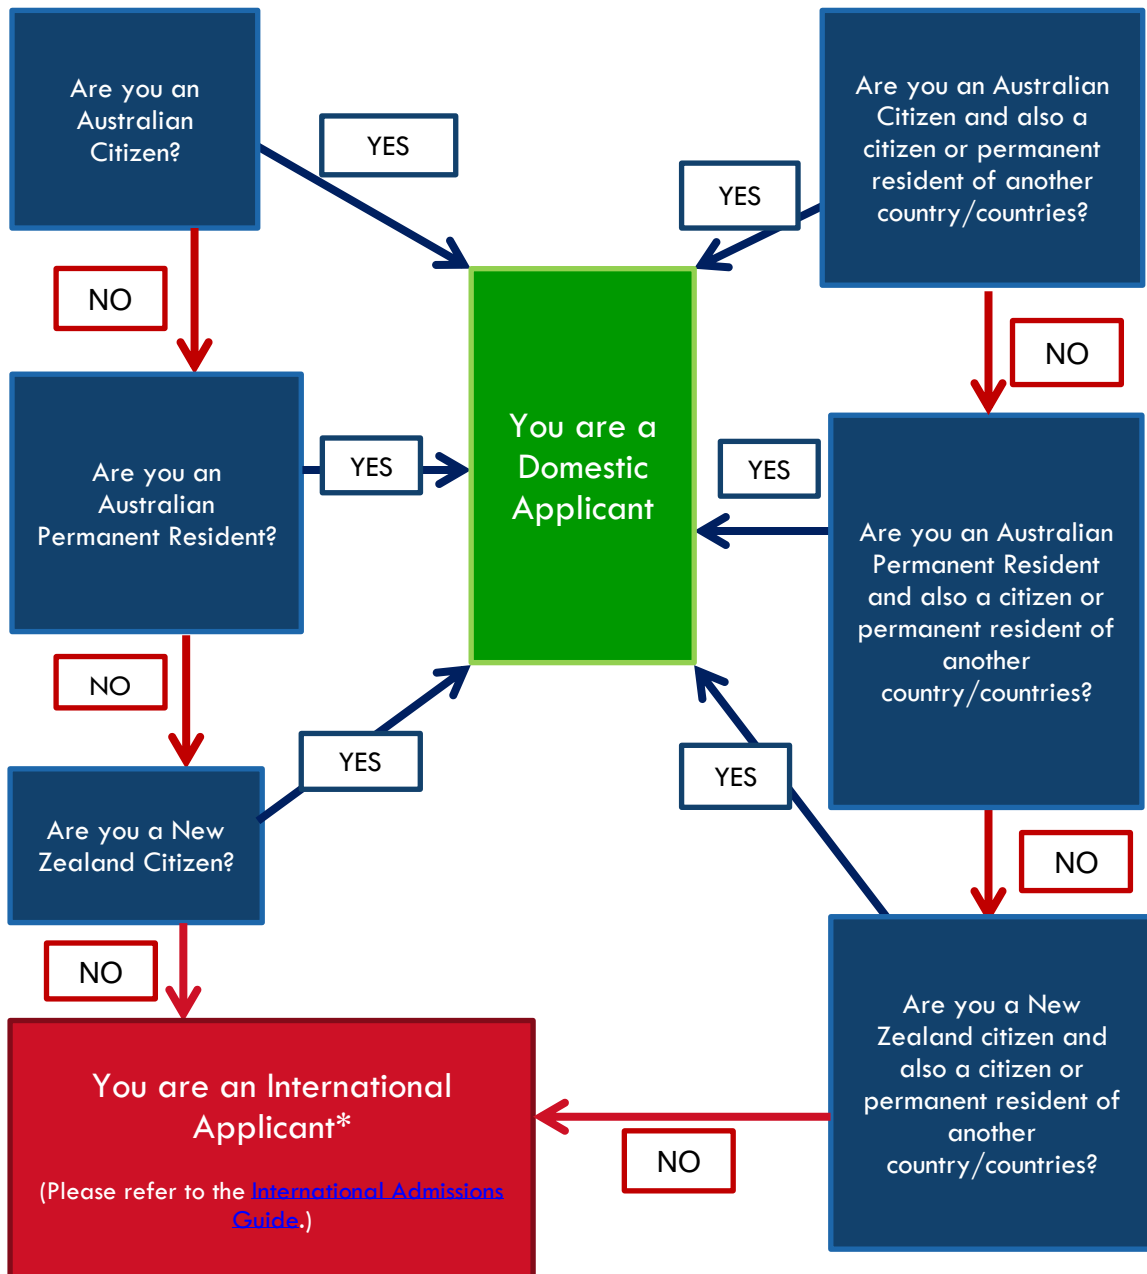 Are you an
Australian
Citizen?
YES
NO
Are you an
Australian
Permanent Resident?
YES
NO
Are you a New
Zealand Citizen?
YES
NO
You are an International
Applicant*
(Please refer to the International Admissions
Guide.)
You are a
Domestic
Applicant
Are you an Australian
Citizen and also a
citizen or permanent
resident of another
country/countries?
YES
NO
Are you an Australian
Permanent Resident
and also a citizen or
permanent resident of
another
country/countries?
YES
NO
Are you a New
Zealand citizen and
also a citizen or
permanent resident of
another
country/countries?
YES
NO